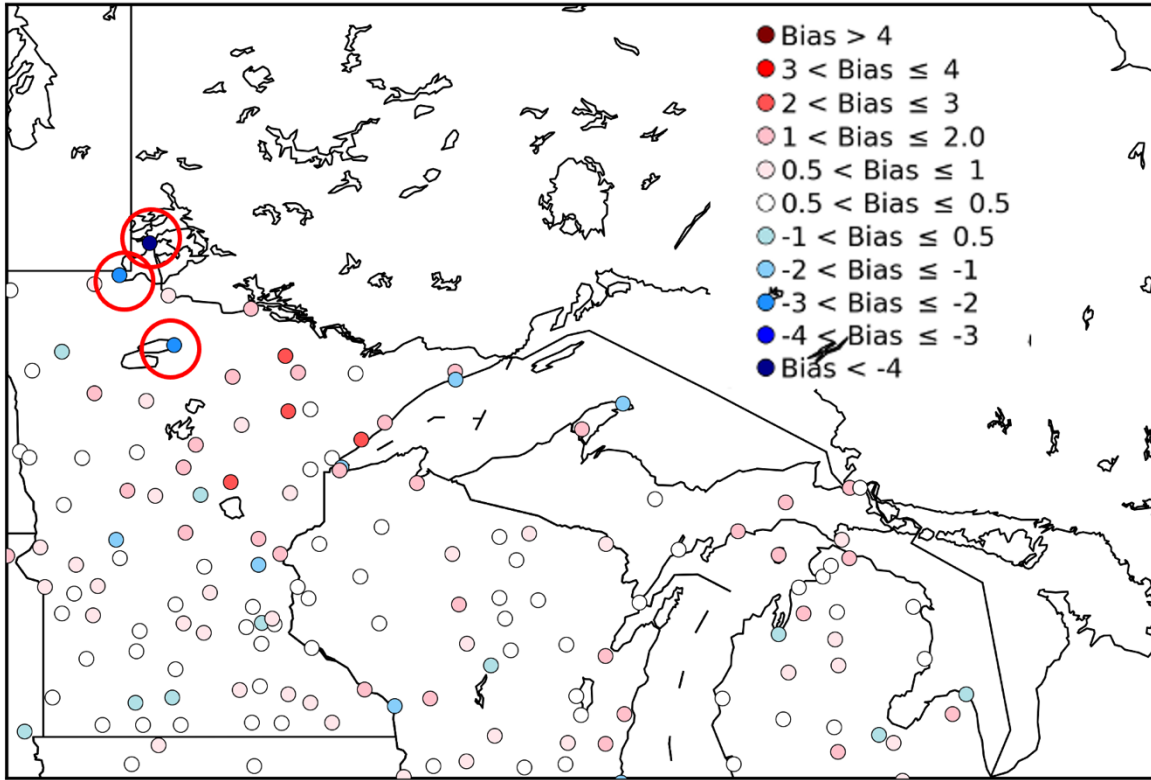 Bias > 4
3 < Bias ≤ 4
2 < Bias ≤ 3
1 < Bias ≤ 2.0
0.5 < Bias ≤ 1
0.5 < Bias ≤ 0.5
-1 < Bias ≤ 0.5
-2 < Bias ≤ -1
-3 < Bias ≤ -2
-4 < Bias ≤ -3
Bias < -4